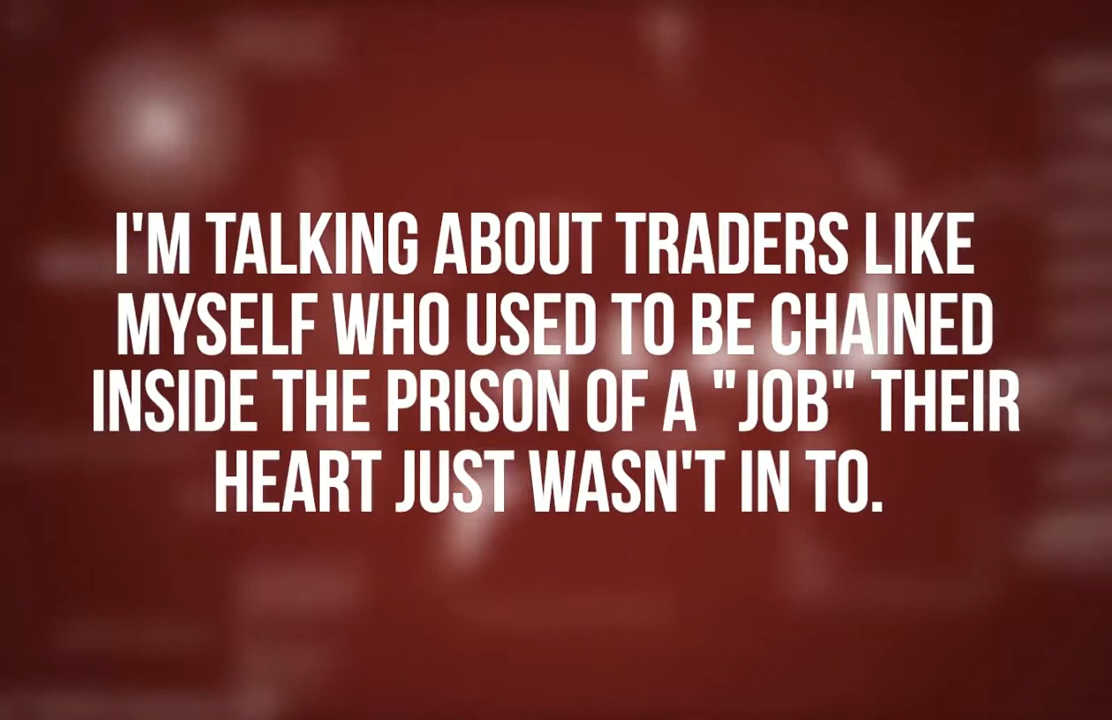 I'M TALKING ABOUT TRADERS LIKE
MYSELF WHO USED TO BE CHAINED
INSIDE THE PRISON OF A "JOB" THEIR
HEART JUST WASN'T IN TO.